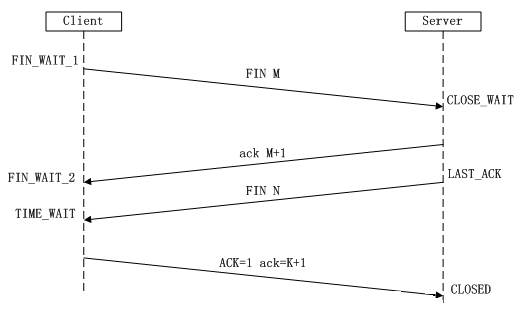 Client
Server
FIN_WAIT_1
FIN M
CLOSE_WAIT
ack M+1
FIN_WAIT_2
LAST_ACK
FIN N
TIME_WAIT
ACK=1 ack=K+1
CLOSED